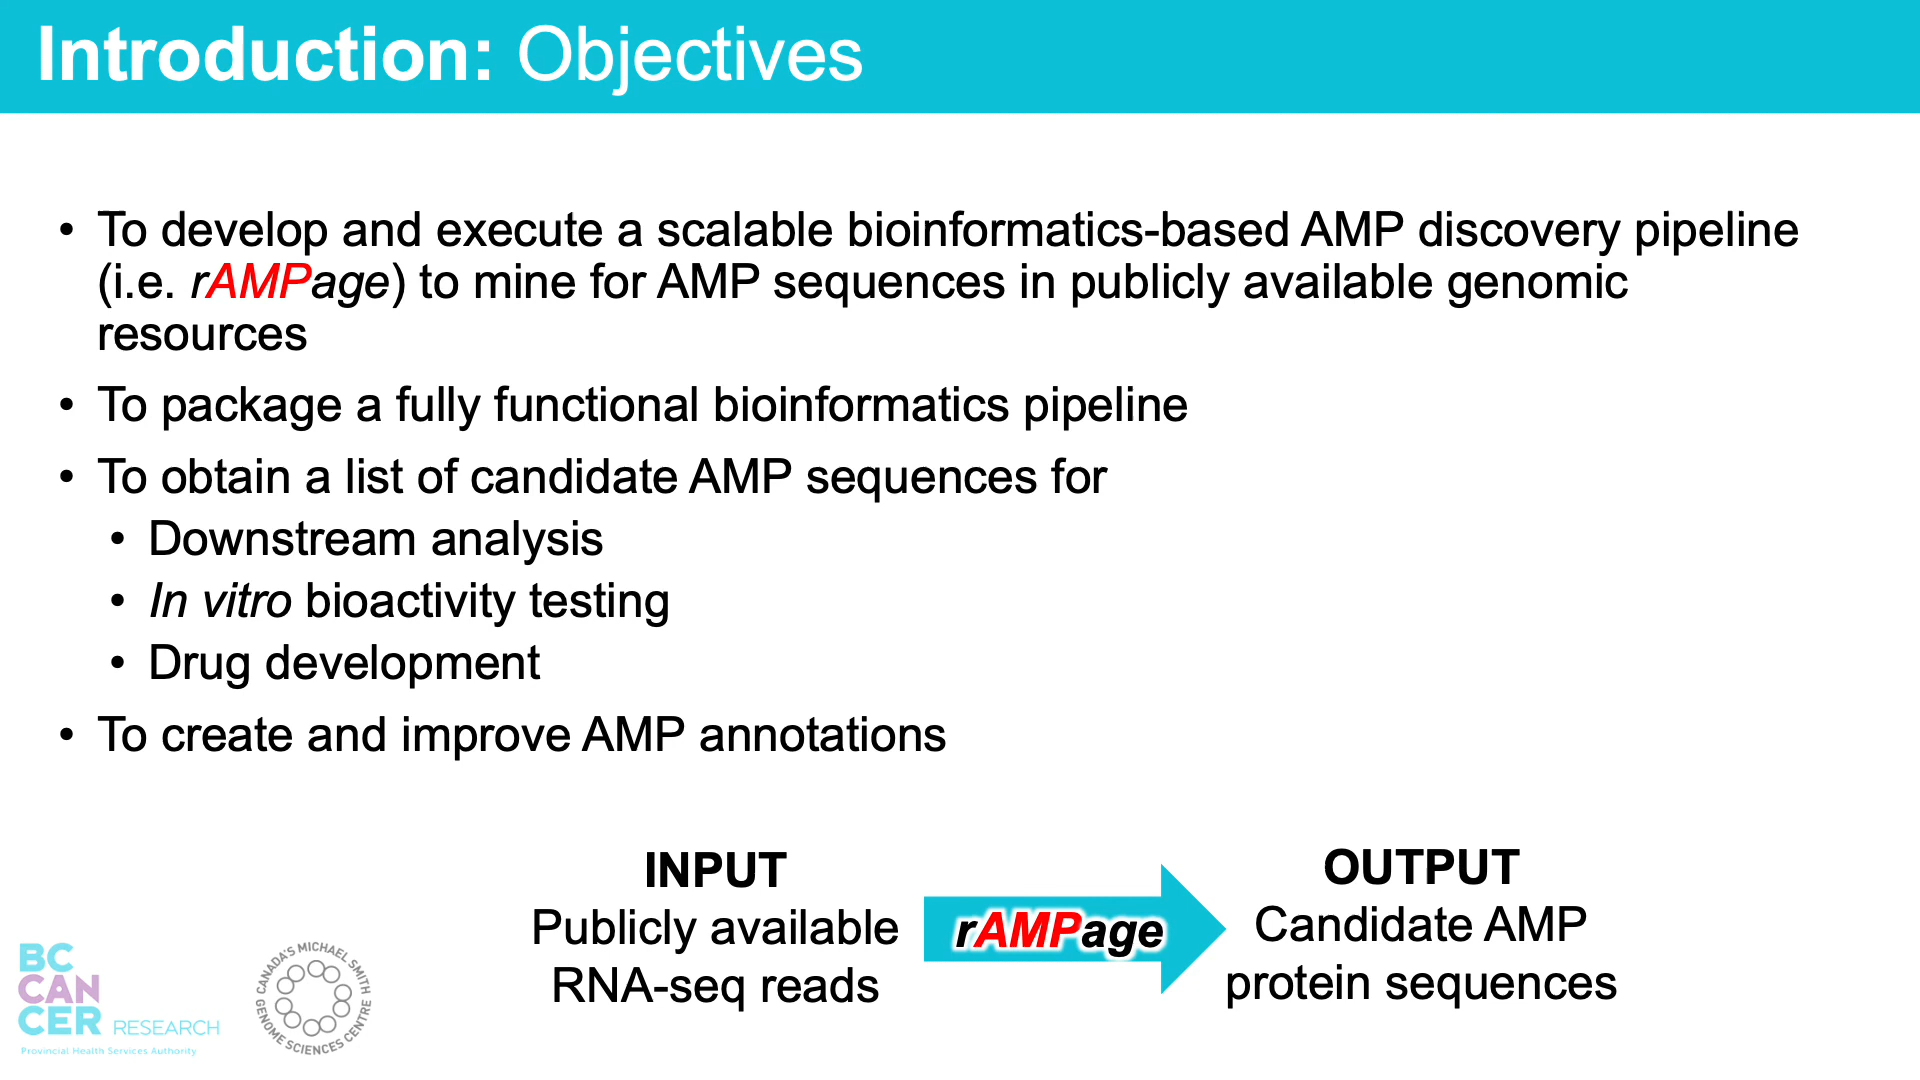 Introduction: Objectives
• To develop and execute a scalable bioinformatics-based AMP discovery pipeline
(i.e. rAMPage) to mine for AMP sequences in publicly available genomic
resources
• To package a fully functional bioinformatics pipeline
• To obtain a list of candidate AMP sequences for
• Downstream analysis
• In vitro bioactivity testing
• Drug development
• To create and improve AMP annotations
INPUT
Publicly available
RNA-seq reads
rAMPage
OUTPUT
Candidate AMP
protein sequences
BC
CAN
CER RESEARCH
Provincial Health Services Authority
CANADA'S MICHAEL SMITH
GENOME SCIENCES CENTRE